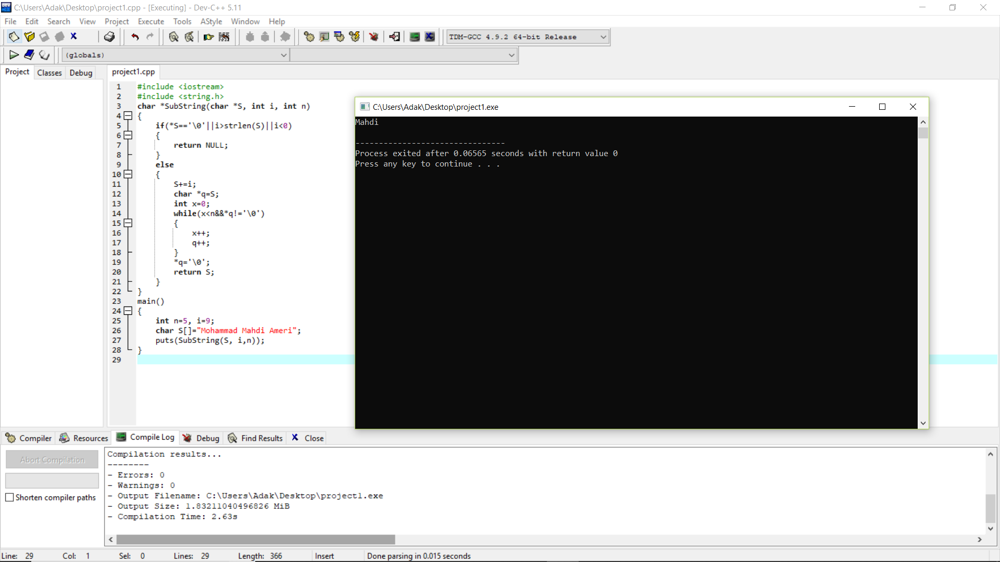 C:\Users\Adak\Desktop\project1.cpp - [Executing] - Dev-C++ 5.11
File Edit Search View Project Execute Tools AStyle Window Help
TDM-GCC 4.9.2 64-bit Release
(globals)
Project Classes Debug
project1.cpp
1 #include <iostream>
2 #include <string.h>
3 char *SubString(char *S, int i, int n)
4 {
5 if(*S=='\0'||i>strlen(S)||i<0)
6 {
7 return NULL;
8 }
9 else
10 {
11 S+=i;
12 char *q=S;
13 int x=0;
14 while(x<n&&*q!='\0')
15 {
16 x++;
17 q++;
18 }
19 *q='\0';
20 return S;
21 }
22 }
23 main()
24 {
25 int n=5, i=9;
26 char S[]="Mohammad Mahdi Ameri";
27 puts(SubString(S, i,n));
28 }
29
C:\Users\Adak\Desktop\project1.exe
Mahdi
--------------------------------
Process exited after 0.06565 seconds with return value 0
Press any key to continue . . .
Compiler Resources Compile Log Debug Find Results Close
Abort Compilation
Shorten compiler paths
Compilation results...
--------
- Errors: 0
- Warnings: 0
- Output Filename: C:\Users\Adak\Desktop\project1.exe
- Output Size: 1.83211040496826 MiB
- Compilation Time: 2.63s
Line: 29 Col: 1 Sel: 0 Lines: 29 Length: 366 Insert Done parsing in 0.015 seconds